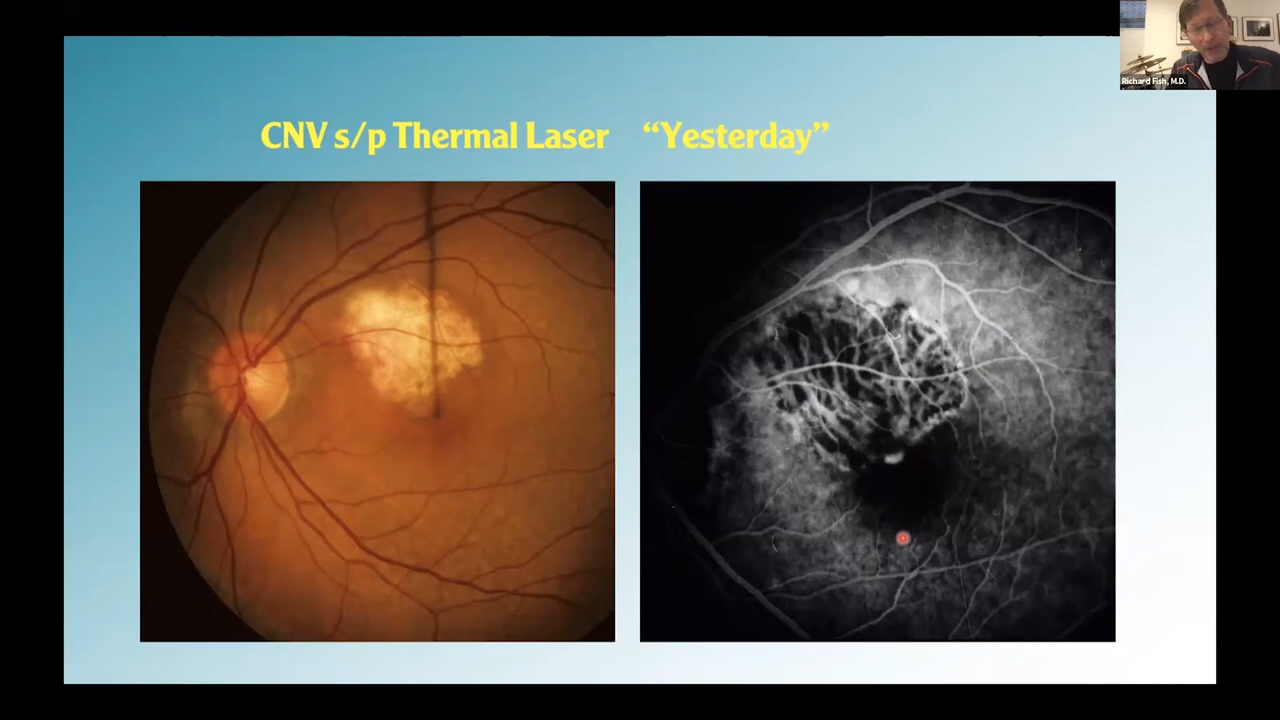 Richard Fish, M.D.
CNV s/p Thermal Laser “Yesterday”